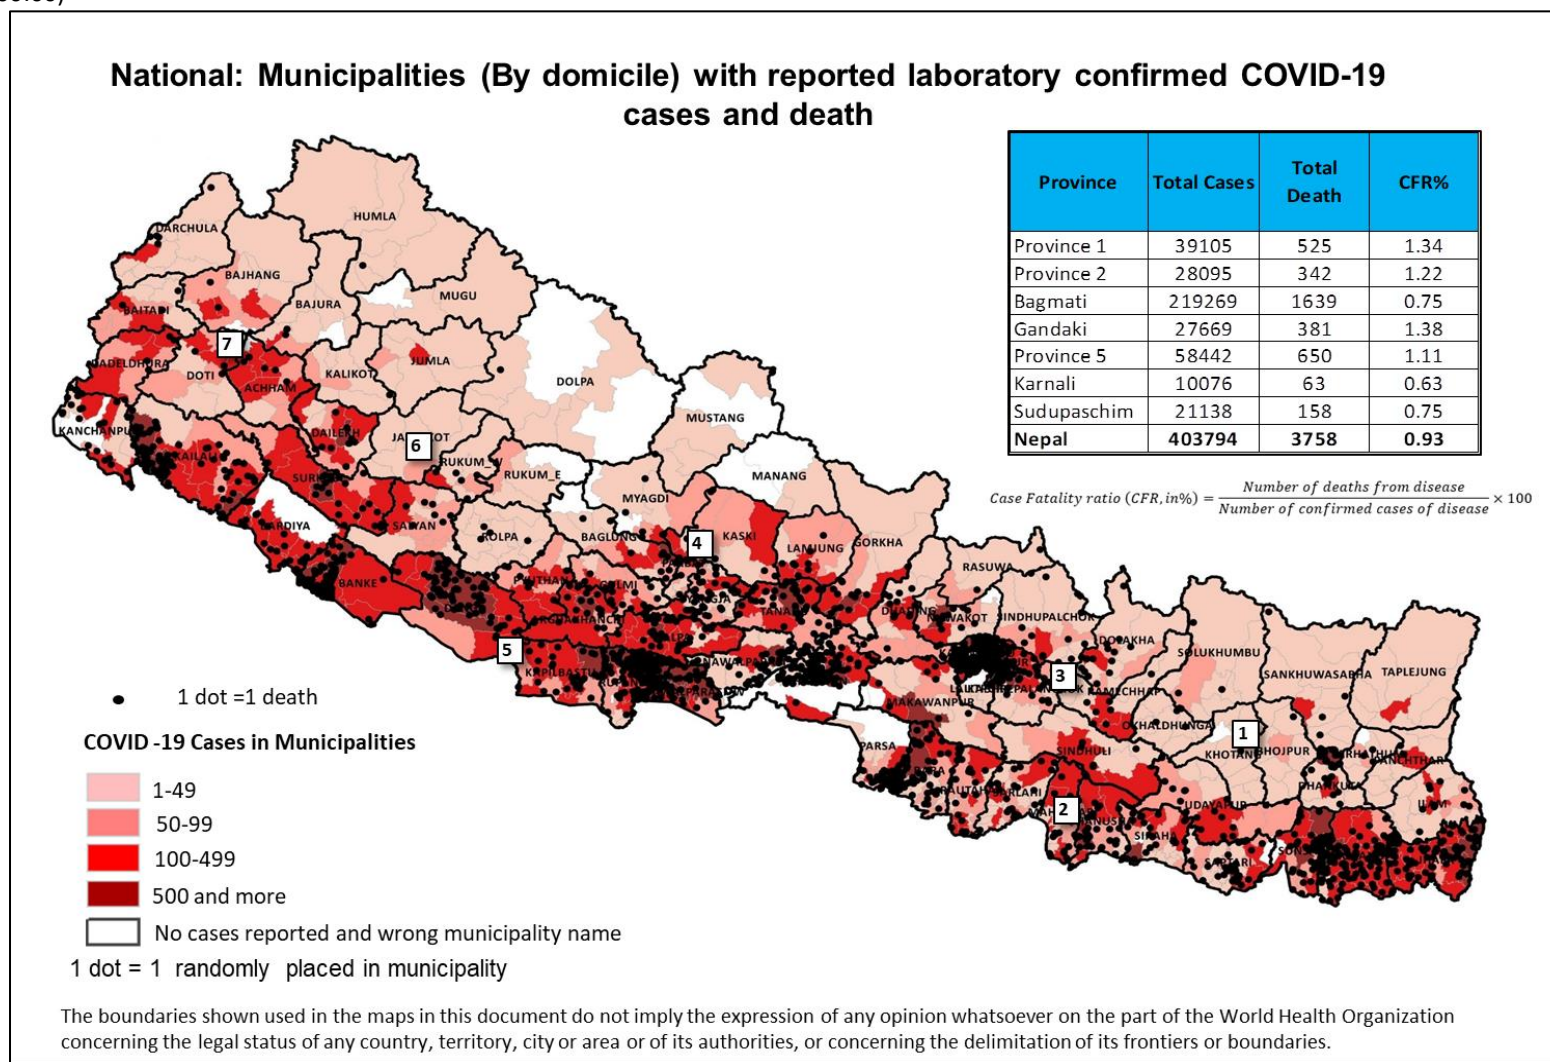 National: Municipalities (By domicile) with reported laboratory confirmed COVID-19
cases and death
Province Total Cases Total Death CFR%
Province 1 39105 525 1.34
Province 2 28095 342 1.22
Bagmati 219269 1639 0.75
Gandaki 27669 381 1.38
Province 5 58442 650 1.11
Karnali 10076 63 0.63
Sudupaschim 21138 158 0.75
Nepal 403794 3758 0.93
Case Fatality ratio (CFR, in%) = Number of deaths from disease / Number of confirmed cases of disease × 100
HUMLA
DARCHULA
BAJHANG
MUGU
BAJURA
BAITADI
7
JUMLA
DADELDHURA
DOTI
KALIKOT
ACHHAM
DOLPA
MUSTANG
DAILEKH
6
RUKUM_W
RUKUM_E
KAILALI
MANANG
MYAGDI
BARDIYA
SALYAN
ROLPA
BAGLUNG
4
KASKI
LAMJUNG
GORKHA
RASUWA
BANKE
PYUTHAN
GULMI
SINDHUPALCHOK
DOLAKHA
5
SOLUKHUMBU
SANKHUWASABHA
TAPLEJUNG
3
MAKAWANPUR
RAMECHHAP
OKHALDHUNGA
1
KHOTANG
BHOJPUR
PARSA
SINDHULI
DHANKUTA
ILAM
2
UDAYAPUR
SIRAHA
SAPTARI
1 dot =1 death
COVID -19 Cases in Municipalities
1-49
50-99
100-499
500 and more
No cases reported and wrong municipality name
1 dot = 1 randomly placed in municipality
The boundaries shown used in the maps in this document do not imply the expression of any opinion whatsoever on the part of the World Health Organization
concerning the legal status of any country, territory, city or area or of its authorities, or concerning the delimitation of its frontiers or boundaries.